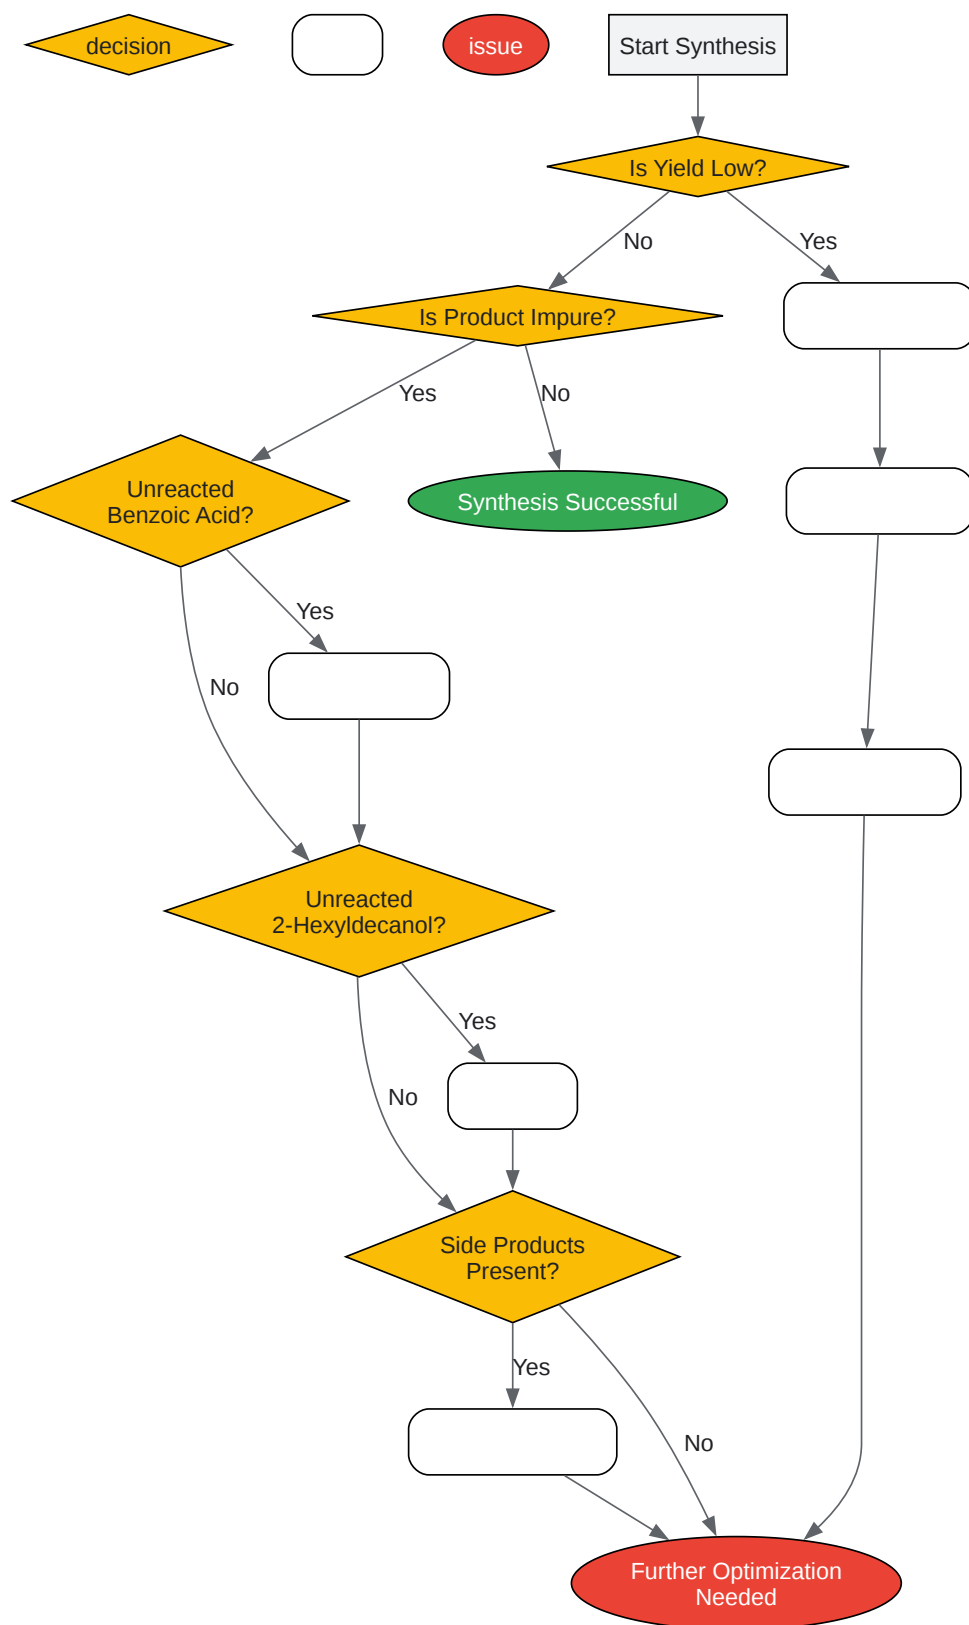 decision
issue
Start Synthesis
Is Yield Low?
No
Yes
Is Product Impure?
Yes
No
Unreacted
Benzoic Acid?
Synthesis Successful
Yes
No
Unreacted
2-Hexyldecanol?
Yes
No
Side Products
Present?
Yes
No
Further Optimization
Needed